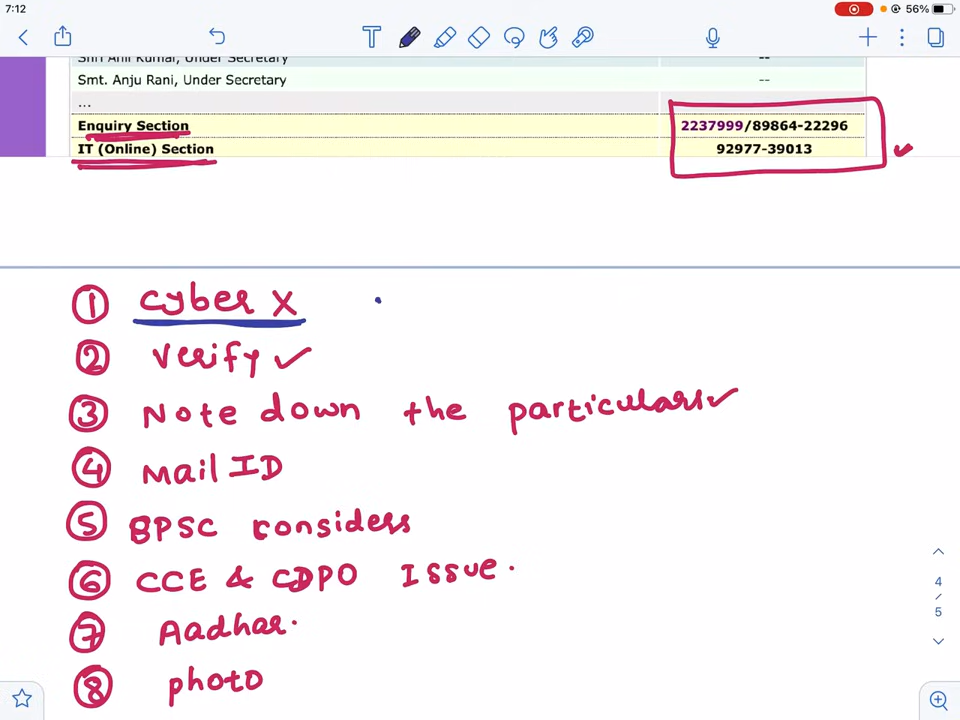 7:12
56%
Shri Anil Kumar, Under Secretary --
Smt. Anju Rani, Under Secretary --
...
Enquiry Section 2237999/89864-22296
IT (Online) Section 92977-39013
① Cyber X
② Verify ✓
③ Note down the particulars ✓
④ Mail ID
⑤ BPSC considers
⑥ CCE & CDPO Issue.
⑦ Aadhar.
⑧ photo
4
/
5